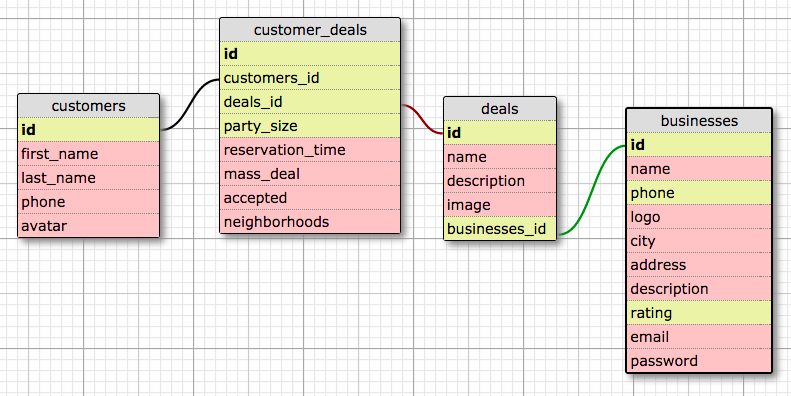 customers
id
first_name
last_name
phone
avatar
customer_deals
id
customers_id
deals_id
party_size
reservation_time
mass_deal
accepted
neighborhoods
deals
id
name
description
image
businesses_id
businesses
id
name
phone
logo
city
address
description
rating
email
password